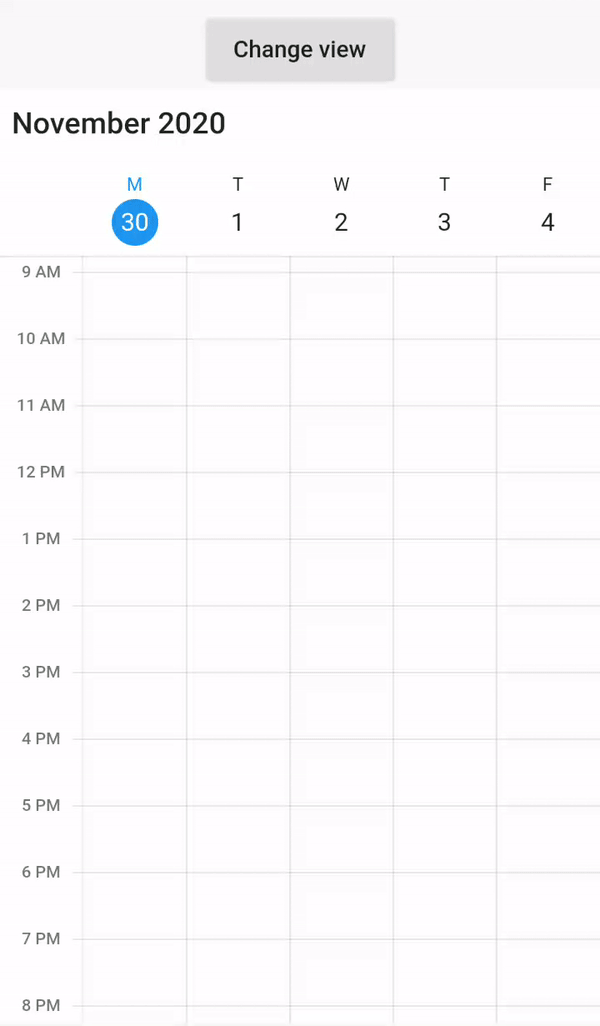 Change view
November 2020
M T W T F
30 1 2 3 4
9 AM
10 AM
11 AM
12 PM
1 PM
2 PM
3 PM
4 PM
5 PM
6 PM
7 PM
8 PM